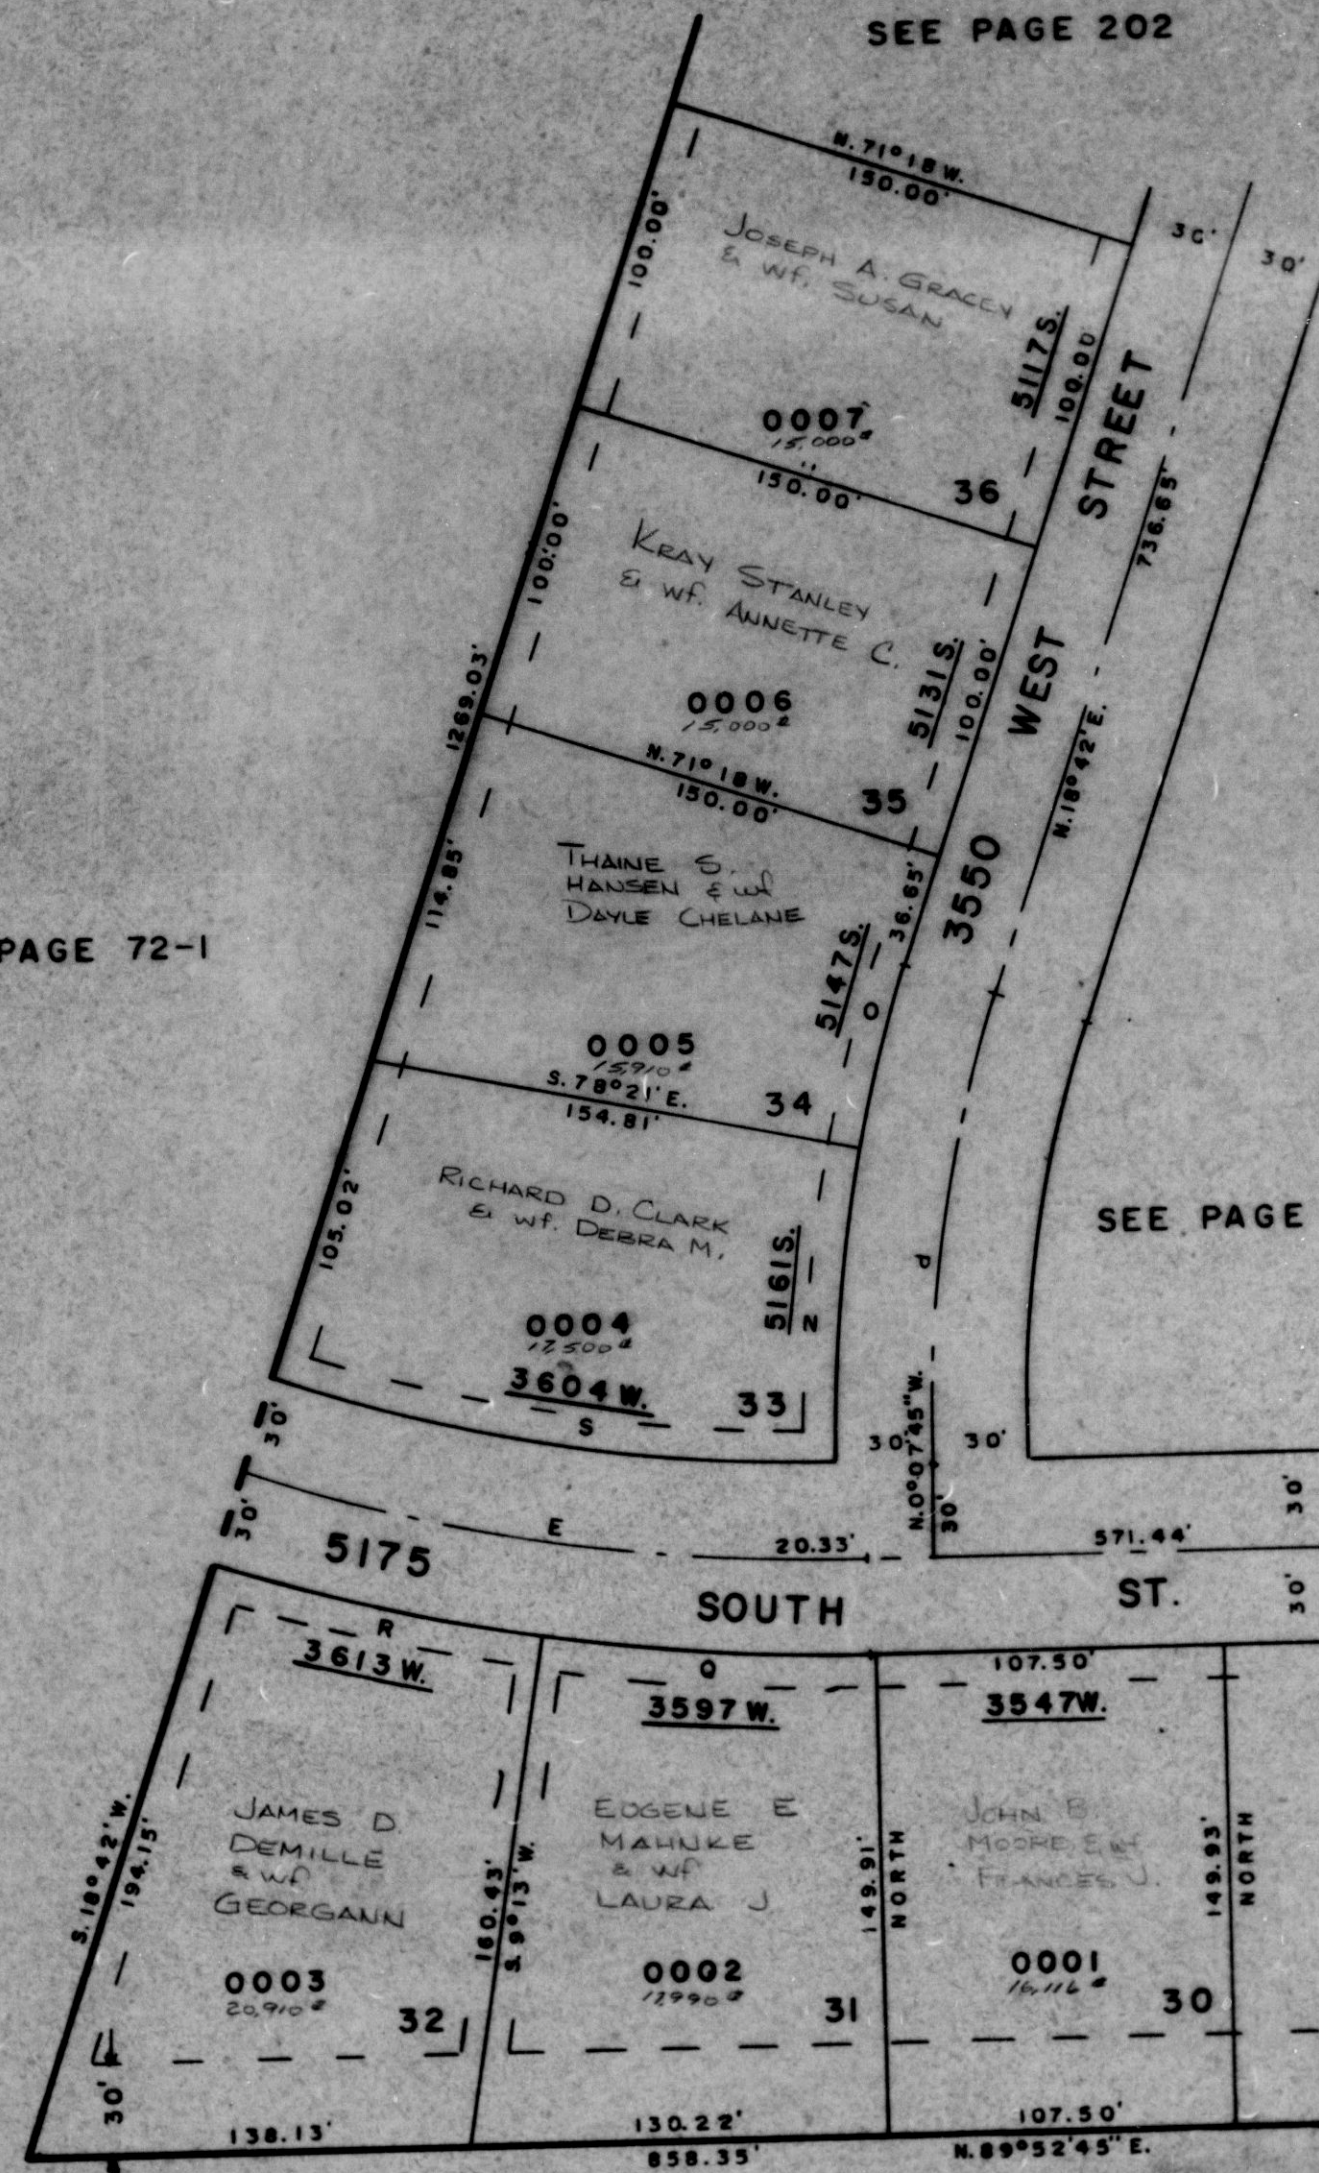 SEE PAGE 202
N. 71° 18 W.
150.00'
30'
30'
100.00'
JOSEPH A. GRACEY
& wf. SUSAN
5117 S.
100.00
STREET
0007
15,000
"
150.00'
36
736.65'
100.00'
KRAY STANLEY
& wf. ANNETTE C.
5131 S.
100.00'
WEST
0006
15,000
1269.03'
N. 71° 18 W.
150.00'
35
N. 18° 42' E.
114.85'
THAINE S.
HANSEN & wf
DAYLE CHELANE
36.65'
3550
PAGE 72-1
5147 S.
O
0005
15,910
S. 78° 21' E.
154.81'
34
105.02'
RICHARD D. CLARK
& wf. DEBRA M.
5161 S.
N
d
SEE PAGE
0004
17,500
3604 W.
33
S
30'
30'
30'
N. 0° 07' 45" W.
30'
30'
30'
E
20.33'
571.44'
5175
SOUTH
ST.
30'
R
3613 W.
Q
3597 W.
107.50'
3547W.
S. 18° 42' W.
194.15'
JAMES D.
DEMILLE
& wf
GEORGANN
160.43'
S. 9° 13' W.
EUGENE E
MAHNKE
& wf
LAURA J
149.91'
NORTH
JOHN B.
MOORE & wf
FRANCES J.
149.93'
NORTH
0003
20,910
32
0002
17,990
31
0001
16,116
30
30'
138.13'
130.22'
107.50'
858.35'
N. 89° 52' 45" E.